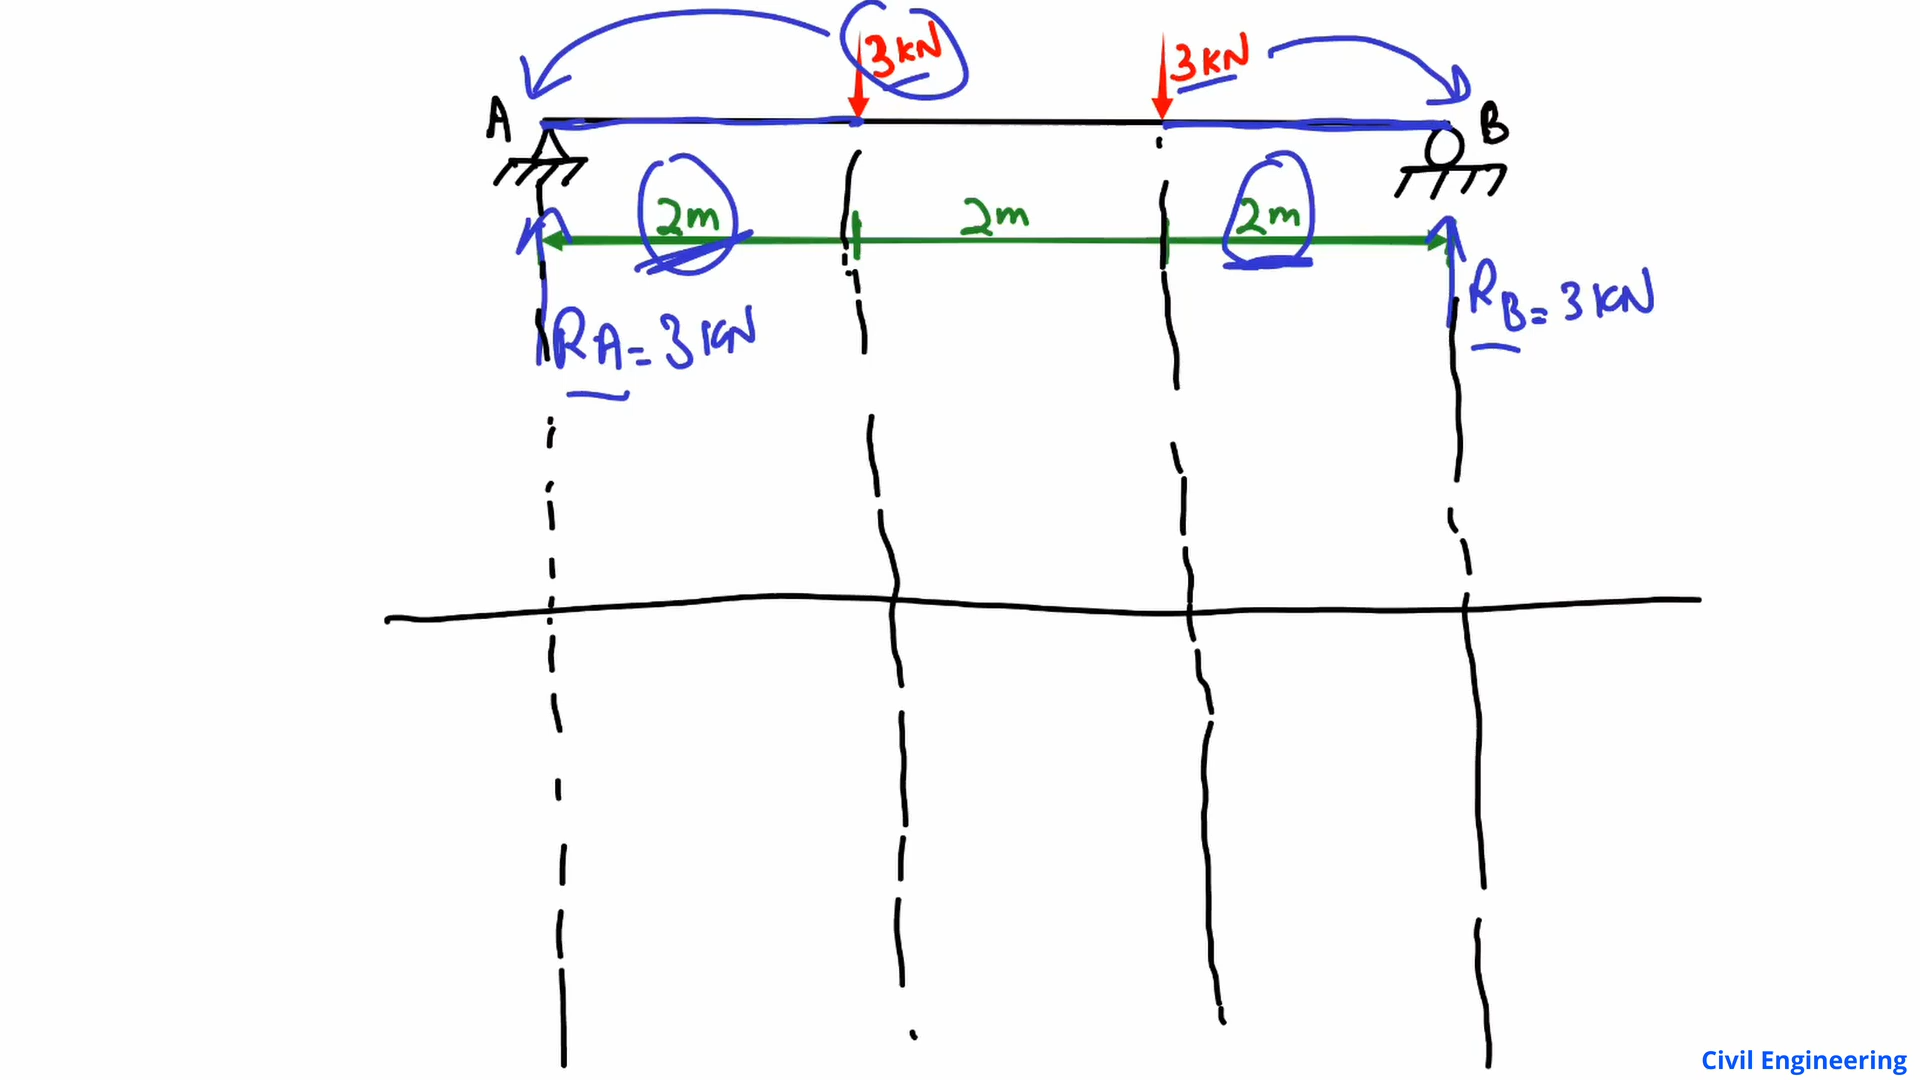 3KN
3KN
A
B
2m
2m
2m
RA=3KN
RB=3KN
Civil Engineering